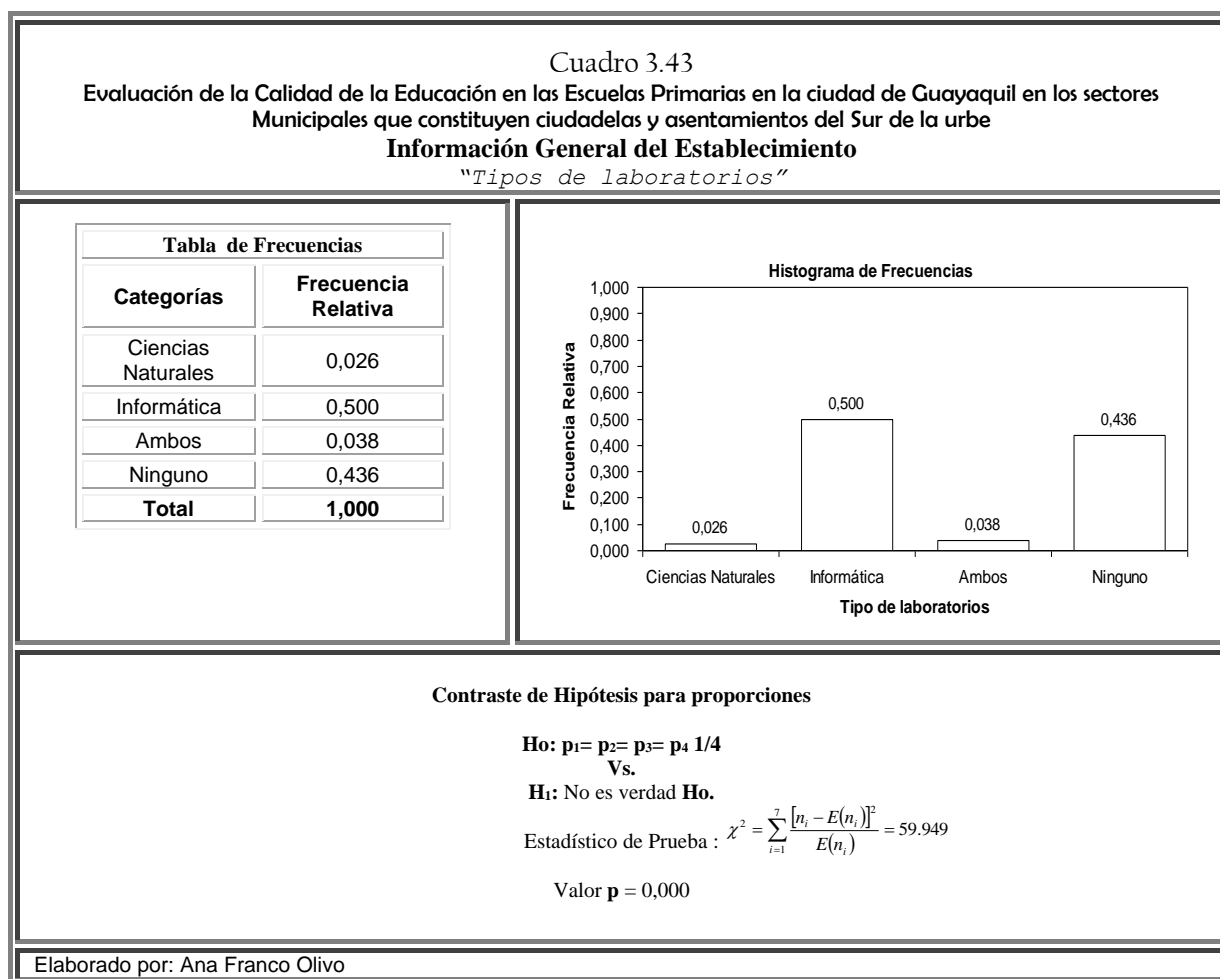 Cuadro 3.43
Evaluación de la Calidad de la Educación en las Escuelas Primarias en la ciudad de Guayaquil en los sectores
Municipales que constituyen ciudadelas y asentamientos del Sur de la urbe
Información General del Establecimiento
"Tipos de laboratorios"
Tabla de Frecuencias
Categorías Frecuencia Relativa
Ciencias Naturales 0,026
Informática 0,500
Ambos 0,038
Ninguno 0,436
Total 1,000
Histograma de Frecuencias
Frecuencia Relativa
1,000
0,900
0,800
0,700
0,600
0,500
0,400
0,300
0,200
0,100
0,000
0,026
0,500
0,038
0,436
Ciencias Naturales Informática Ambos Ninguno
Tipo de laboratorios
Contraste de Hipótesis para proporciones
Ho: p₁= p₂= p₃= p₄ 1/4
Vs.
H₁: No es verdad Ho.
Estadístico de Prueba : χ² = ∑_{i=1}^{7} [n_i − E(n_i)]² / E(n_i) = 59.949
Valor p = 0,000
Elaborado por: Ana Franco Olivo